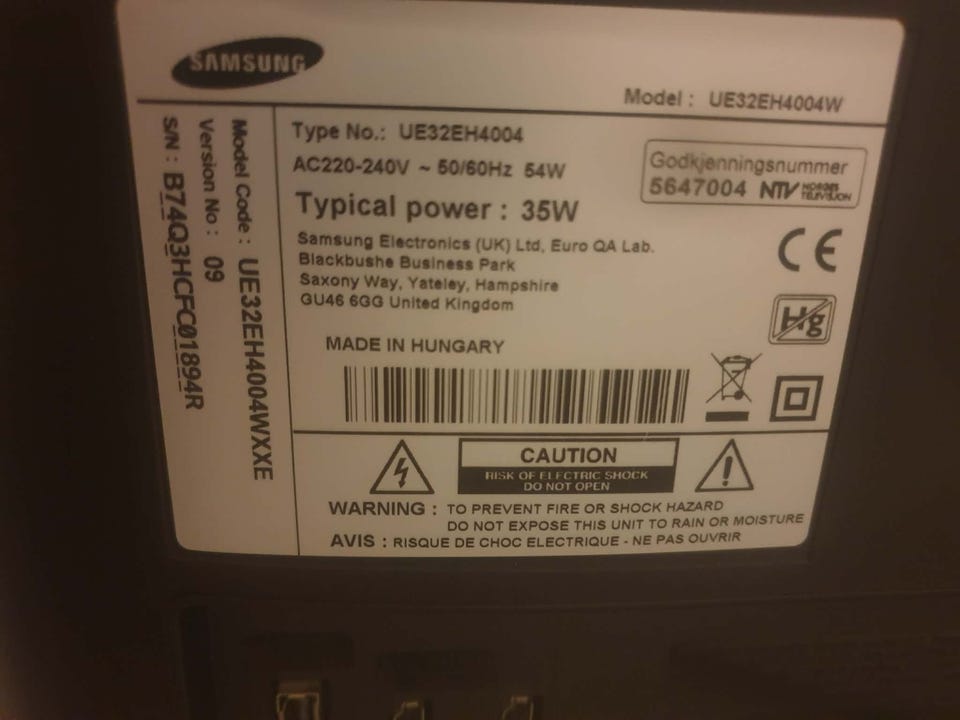 SAMSUNG
Model : UE32EH4004W
Type No.: UE32EH4004
AC220-240V ~ 50/60Hz 54W
Typical power : 35W
Samsung Electronics (UK) Ltd, Euro QA Lab.
Blackbushe Business Park
Saxony Way, Yateley, Hampshire
GU46 6GG United Kingdom
MADE IN HUNGARY
Godkjenningsnummer
5647004 NTV NORGES
TELEVISJON
CE
Hg
Model Code : UE32EH4004WXXE
Version No : 09
S/N : B74Q3HCFC01894R
CAUTION
RISK OF ELECTRIC SHOCK
DO NOT OPEN
WARNING : TO PREVENT FIRE OR SHOCK HAZARD
DO NOT EXPOSE THIS UNIT TO RAIN OR MOISTURE
AVIS : RISQUE DE CHOC ELECTRIQUE - NE PAS OUVRIR